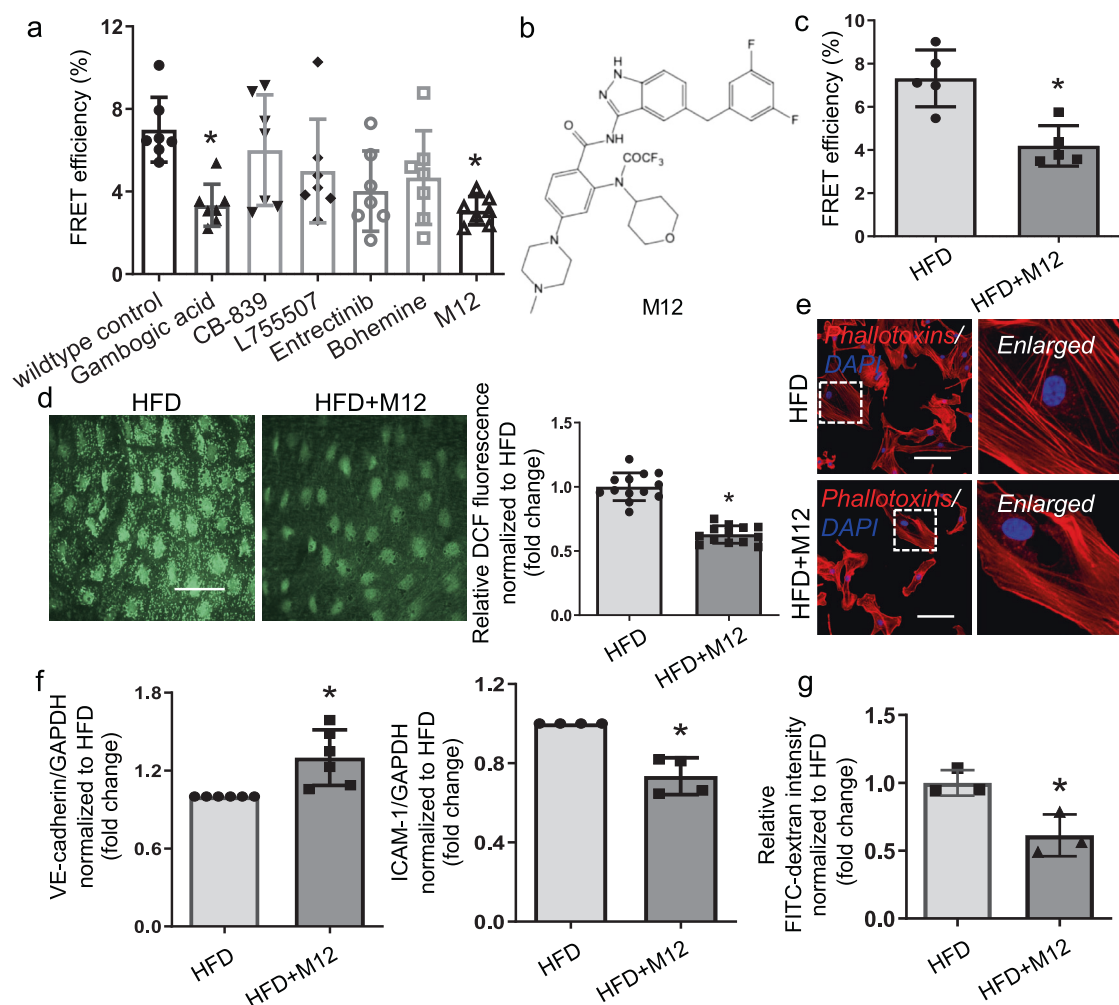 a
FRET efficiency (%)
12
8
4
0
*
*
wildtype control
Gambogic acid
CB-839
L755507
Entrectinib
Bohemine
M12
b
H
N
N
F
F
O
NH
COCF3
N
O
N
N
M12
c
FRET efficiency (%)
10
8
6
4
2
0
*
HFD
HFD+M12
d
HFD
HFD+M12
Relative DCF fluorescence
normalized to HFD
(fold change)
1.5
1.0
0.5
0.0
*
HFD
HFD+M12
e
Phallotoxins/
DAPI
Enlarged
HFD
Phallotoxins/
DAPI
Enlarged
HFD+M12
f
VE-cadherin/GAPDH
normalized to HFD
(fold change)
1.8
1.2
0.6
0.0
*
HFD
HFD+M12
ICAM-1/GAPDH
normalized to HFD
(fold change)
1.2
0.8
0.4
0.0
*
HFD
HFD+M12
g
Relative
FITC-dextran intensity
normalized to HFD
(fold change)
1.5
1.0
0.5
0.0
*
HFD
HFD+M12